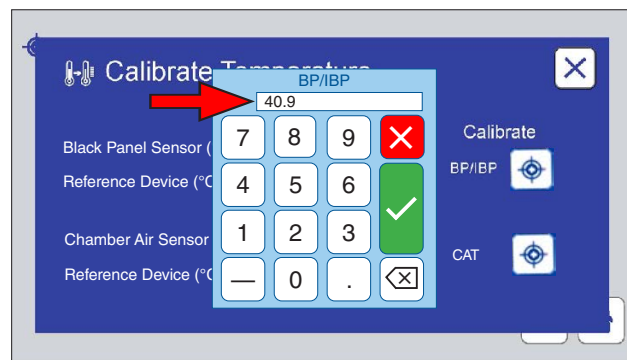 Calibrate Temperature
BP/IBP
40.9
7 8 9
Black Panel Sensor (
Calibrate
Reference Device (°C
BP/IBP
4 5 6
1 2 3
Chamber Air Sensor
CAT
Reference Device (°C
— 0 .